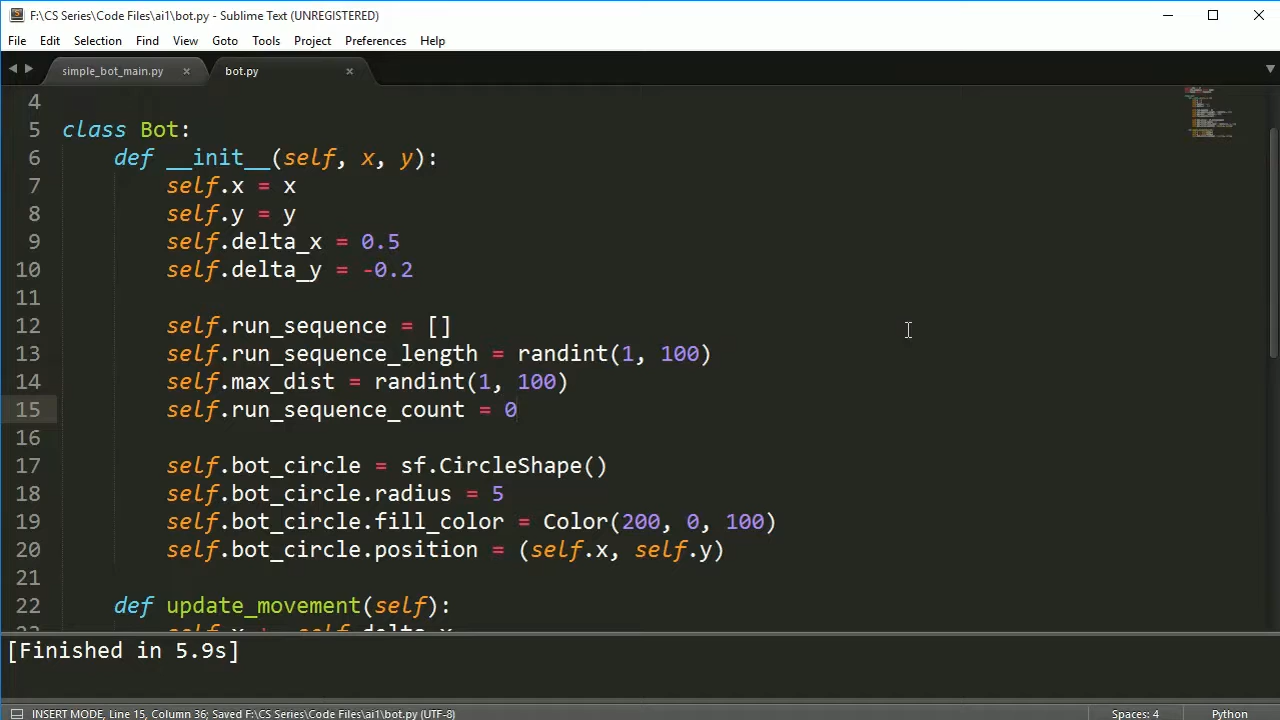 F:\CS Series\Code Files\ai1\bot.py - Sublime Text (UNREGISTERED)
File Edit Selection Find View Goto Tools Project Preferences Help
simple_bot_main.py × bot.py ×
4
5 class Bot:
6 def __init__(self, x, y):
7 self.x = x
8 self.y = y
9 self.delta_x = 0.5
10 self.delta_y = -0.2
11
12 self.run_sequence = []
13 self.run_sequence_length = randint(1, 100)
14 self.max_dist = randint(1, 100)
15 self.run_sequence_count = 0
16
17 self.bot_circle = sf.CircleShape()
18 self.bot_circle.radius = 5
19 self.bot_circle.fill_color = Color(200, 0, 100)
20 self.bot_circle.position = (self.x, self.y)
21
22 def update_movement(self):
[Finished in 5.9s]
INSERT MODE, Line 15, Column 36; Saved F:\CS Series\Code Files\ai1\bot.py (UTF-8) Spaces: 4 Python